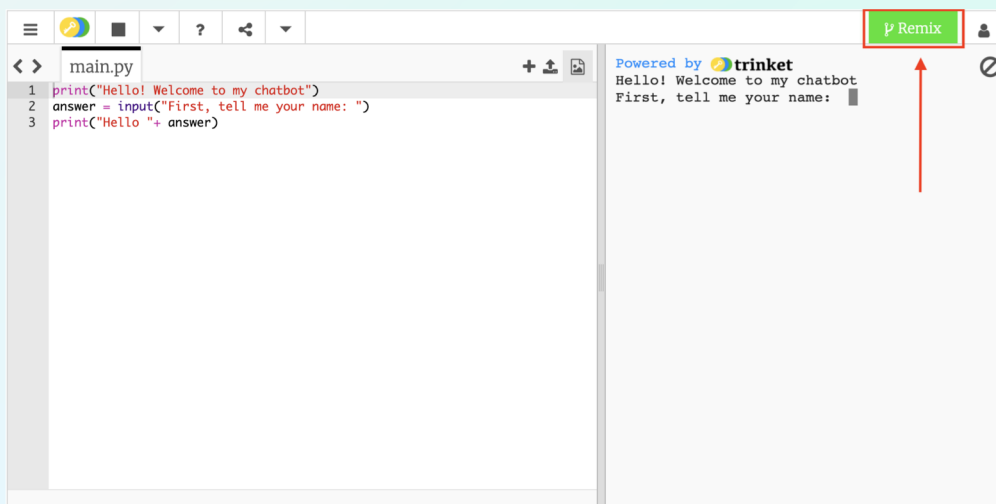 ?
Remix
main.py
1 print("Hello! Welcome to my chatbot")
2 answer = input("First, tell me your name: ")
3 print("Hello "+ answer)
Powered by trinket
Hello! Welcome to my chatbot
First, tell me your name: